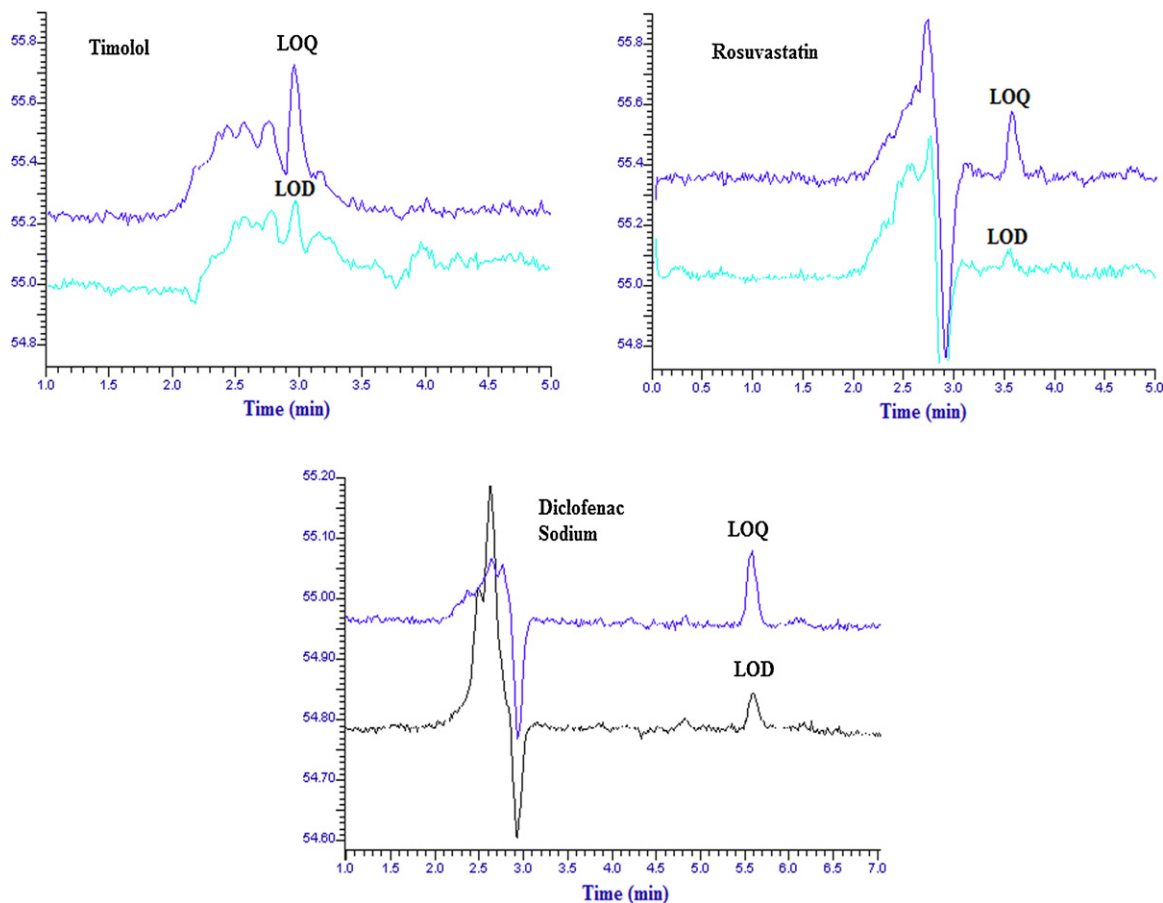 Timolol
LOQ
LOD
55.8
55.6
55.4
55.2
55.0
54.8
1.0 2.0 2.5 3.0 3.5 4.0 4.5 5.0
Time (min)
Rosuvastatin
LOQ
LOD
55.8
55.6
55.4
55.2
55.0
54.8
0.0 0.5 1.0 1.5 2.0 2.5 3.0 3.5 4.0 4.5 5.0
Time (min)
Diclofenac
Sodium
LOQ
LOD
55.20
55.10
55.00
54.90
54.80
54.70
54.60
1.0 1.5 2.0 2.5 3.0 3.5 4.0 4.5 5.0 5.5 6.0 6.5 7.0
Time (min)